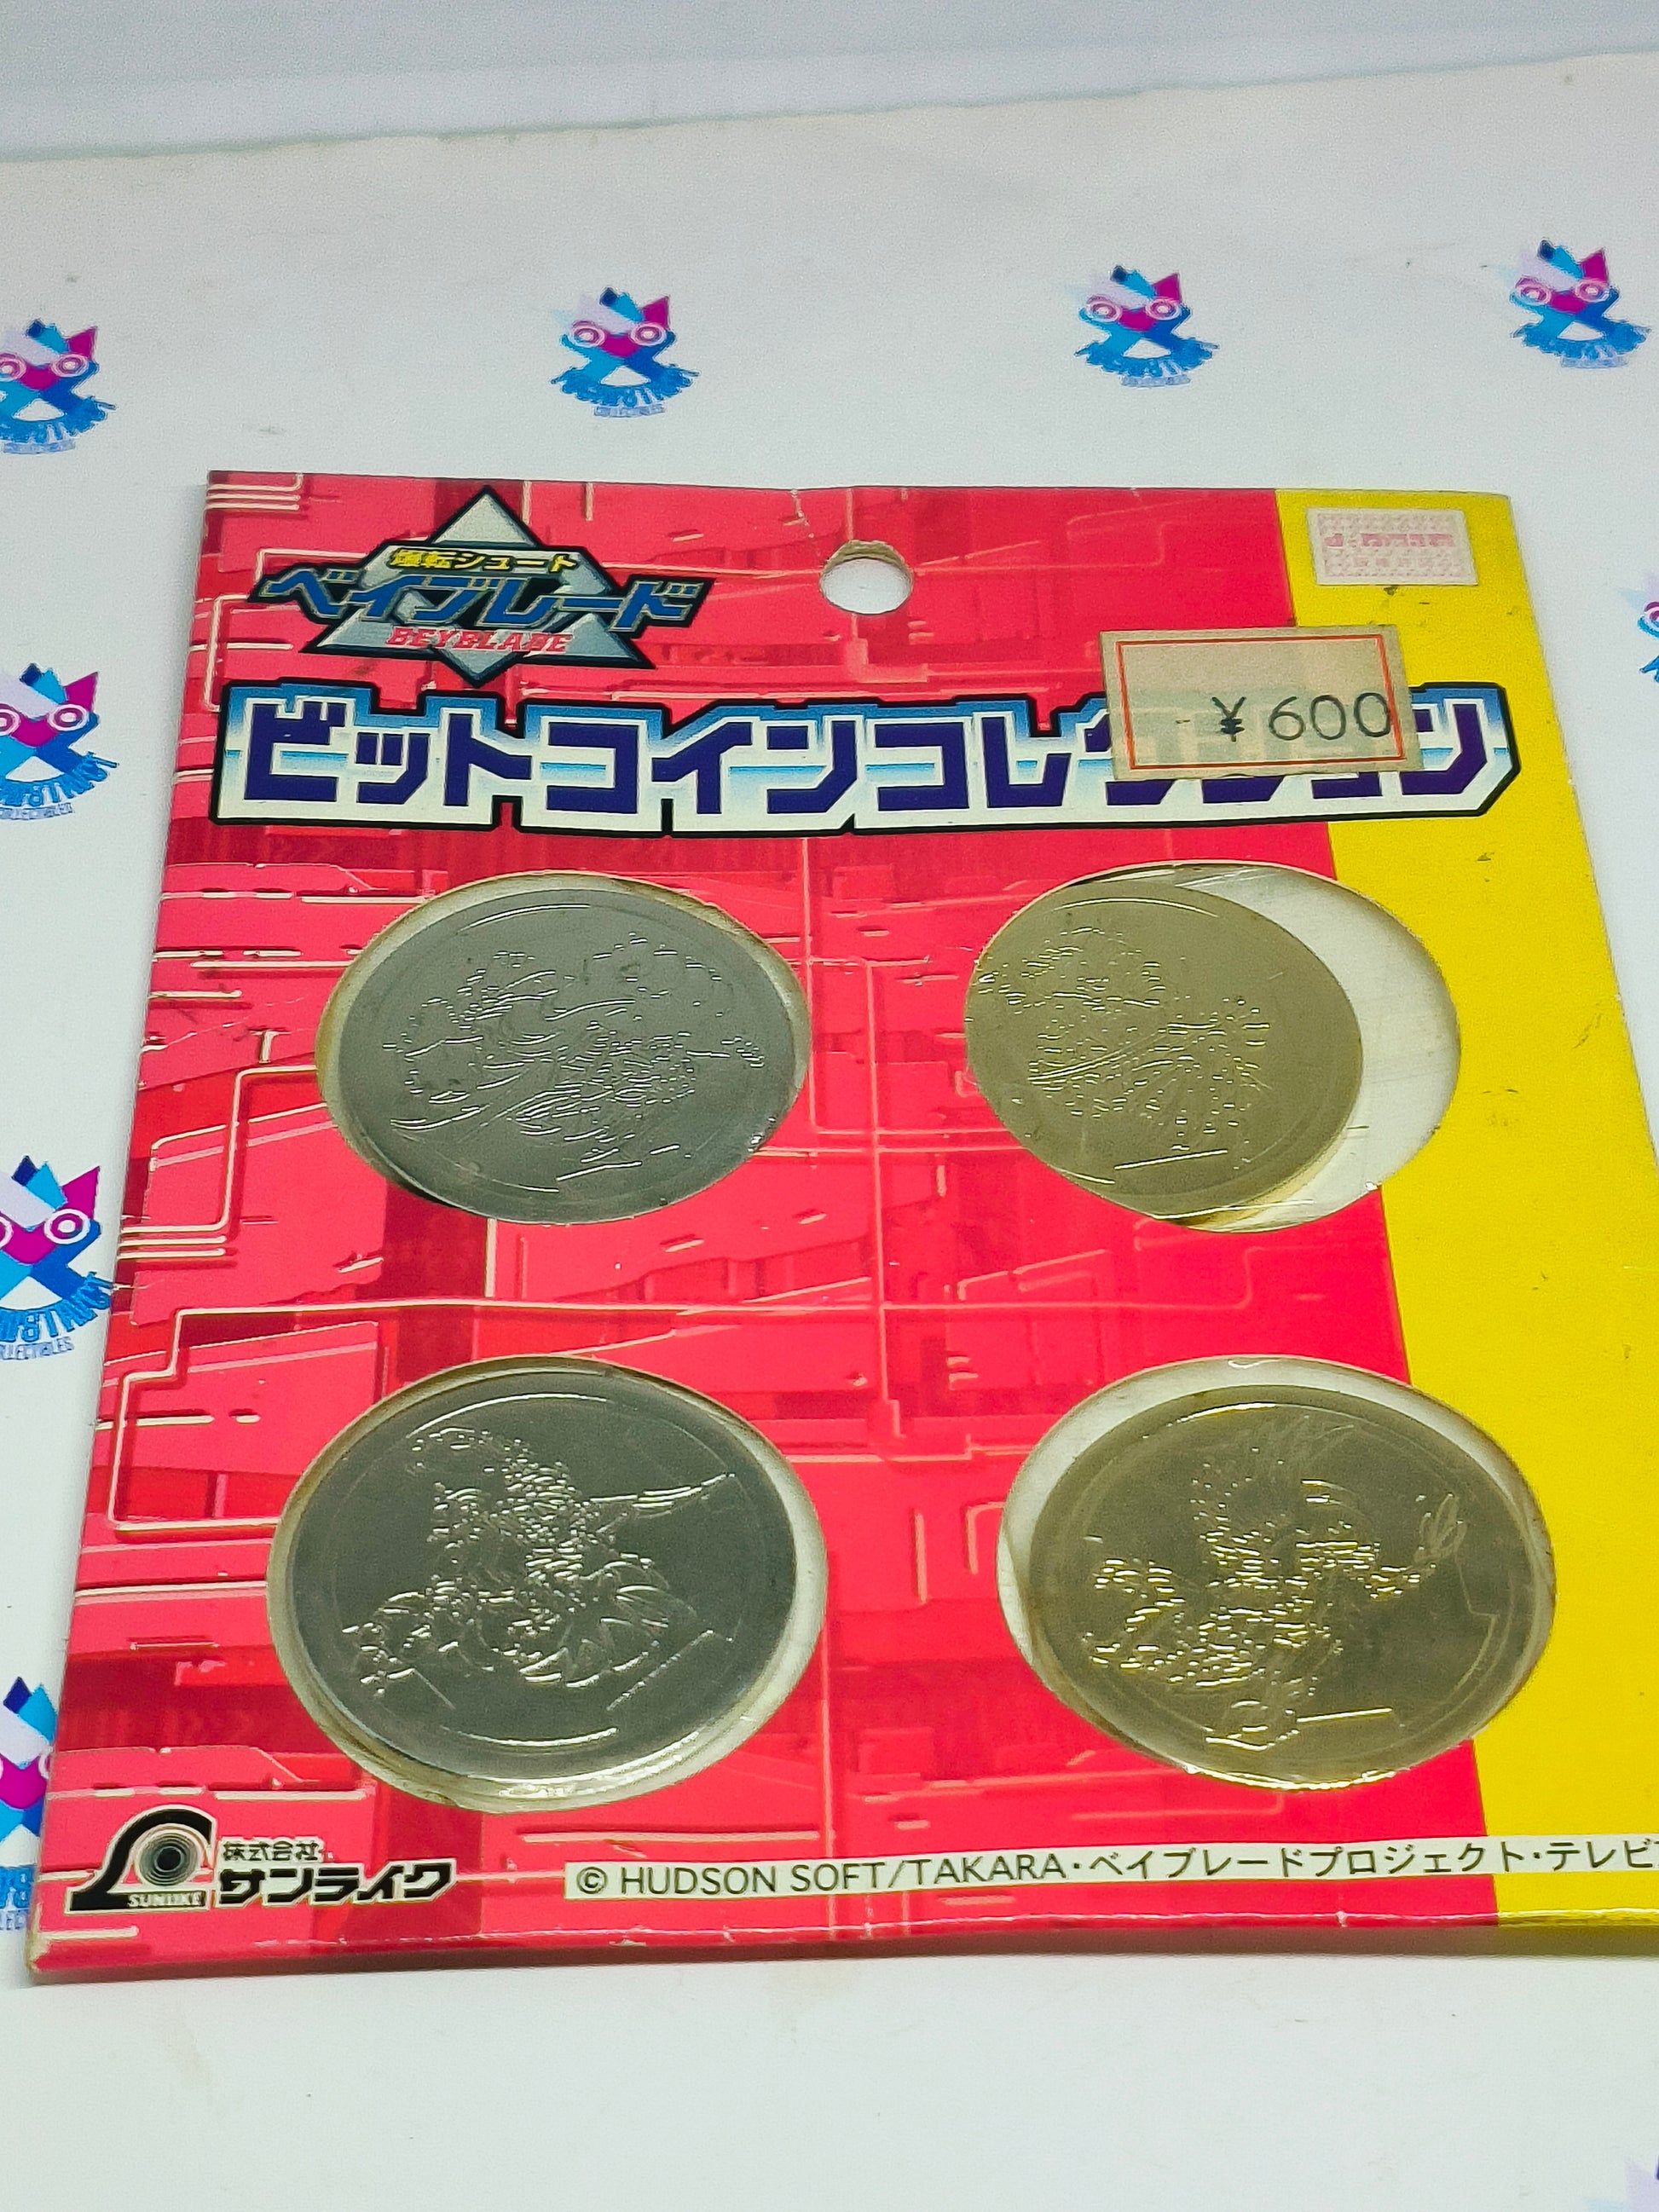 爆転シュート
ベイブレード
BEYBLADE
¥600
ビットコインコレクション
株式会社
サンライク
SUNLIKE
© HUDSON SOFT/TAKARA・ベイブレードプロジェクト・テレビ
COLLECTIBLES